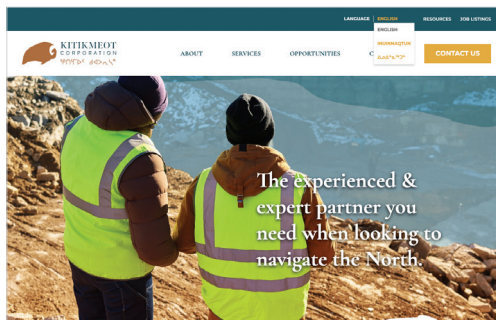 LANGUAGE ENGLISH RESOURCES JOB LISTINGS
ENGLISH
INUINNAQTUN
KITIKMEOT
CORPORATION
ABOUT SERVICES OPPORTUNITIES
CONTACT US
The experienced &
expert partner you
need when looking to
navigate the North.